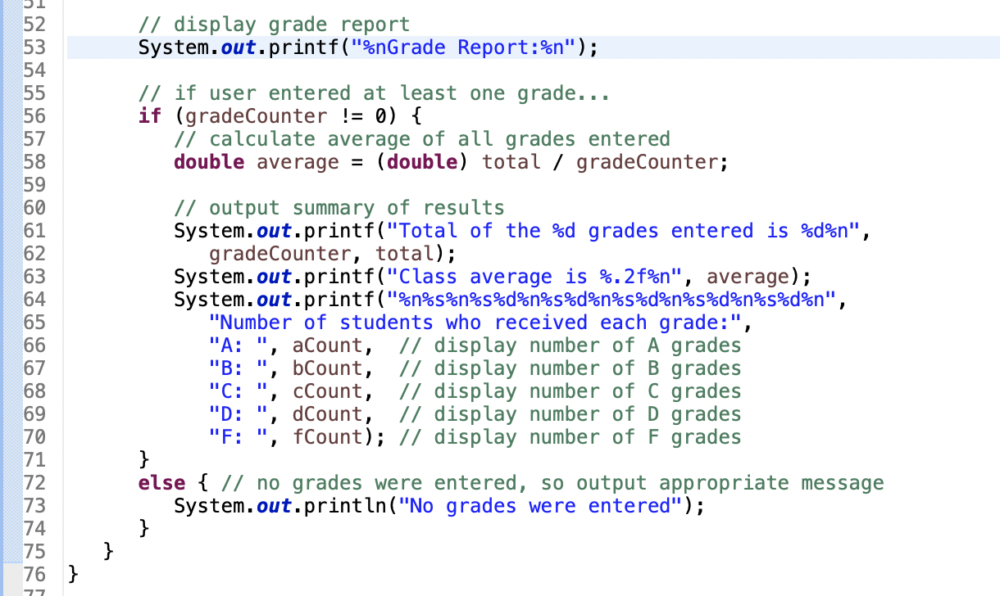 51
52 // display grade report
53 System.out.printf("%nGrade Report:%n");
54
55 // if user entered at least one grade...
56 if (gradeCounter != 0) {
57 // calculate average of all grades entered
58 double average = (double) total / gradeCounter;
59
60 // output summary of results
61 System.out.printf("Total of the %d grades entered is %d%n",
62 gradeCounter, total);
63 System.out.printf("Class average is %.2f%n", average);
64 System.out.printf("%n%s%n%s%d%n%s%d%n%s%d%n%s%d%n%s%d%n",
65 "Number of students who received each grade:",
66 "A: ", aCount, // display number of A grades
67 "B: ", bCount, // display number of B grades
68 "C: ", cCount, // display number of C grades
69 "D: ", dCount, // display number of D grades
70 "F: ", fCount); // display number of F grades
71 }
72 else { // no grades were entered, so output appropriate message
73 System.out.println("No grades were entered");
74 }
75 }
76 }
77